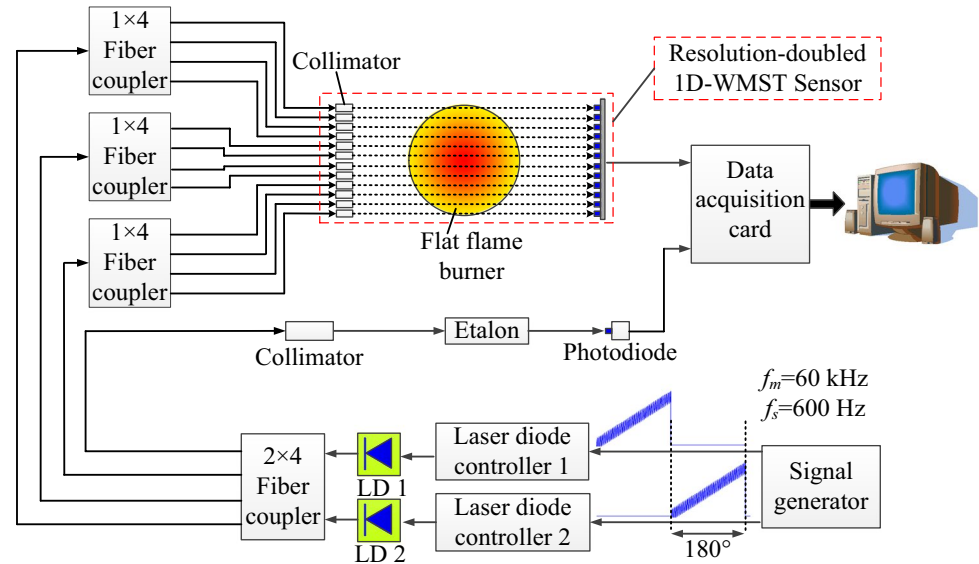 1×4
Fiber
coupler
1×4
Fiber
coupler
1×4
Fiber
coupler
Collimator
Flat flame
burner
Resolution-doubled
1D-WMST Sensor
Data
acquisition
card
Collimator
Etalon
Photodiode
2×4
Fiber
coupler
LD 1
LD 2
Laser diode
controller 1
Laser diode
controller 2
fm=60 kHz
fs=600 Hz
180°
Signal
generator